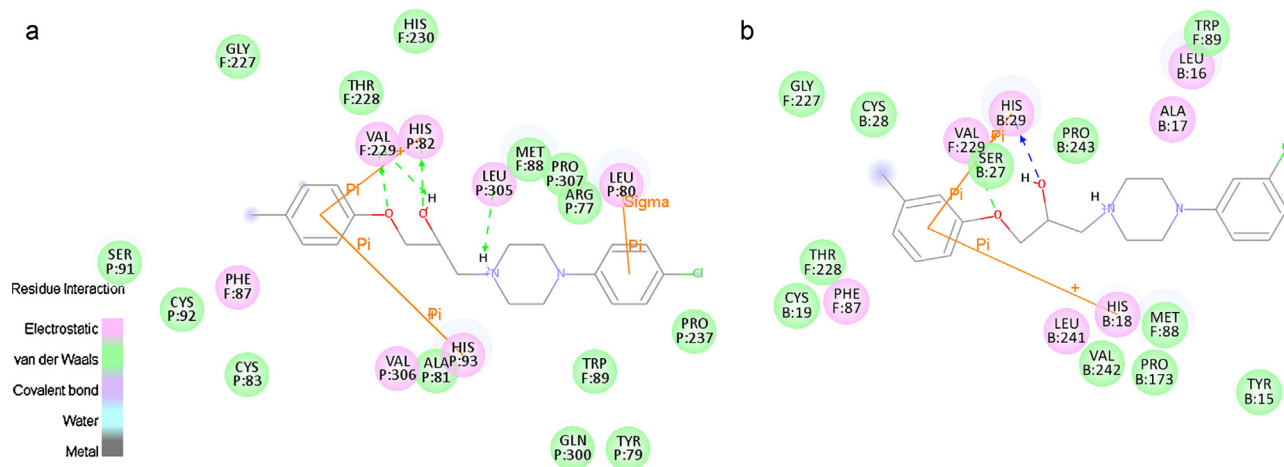 a
HIS
F:230
GLY
F:227
THR
F:228
VAL
F:229
HIS
P:82
MET
F:88
PRO
P:307
ARG
P:77
LEU
P:305
LEU
P:80
Sigma
+
Pi
Pi
Pi
H
O
O
H
N
+
N
Cl
SER
P:91
PHE
F:87
CYS
P:92
CYS
P:83
VAL
P:306
ALA
P:81
HIS
P:93
Pi
+
TRP
F:89
PRO
P:237
GLN
P:300
TYR
P:79
Residue Interaction
Electrostatic
van der Waals
Covalent bond
Water
Metal
b
TRP
F:89
LEU
B:16
ALA
B:17
GLY
F:227
CYS
B:28
HIS
B:29
Pi
VAL
F:229
SER
B:27
PRO
B:243
Pi
Pi
H
O
O
H
N
+
N
THR
F:228
CYS
B:19
PHE
F:87
+
HIS
B:18
LEU
B:241
MET
F:88
VAL
B:242
PRO
B:173
TYR
B:15